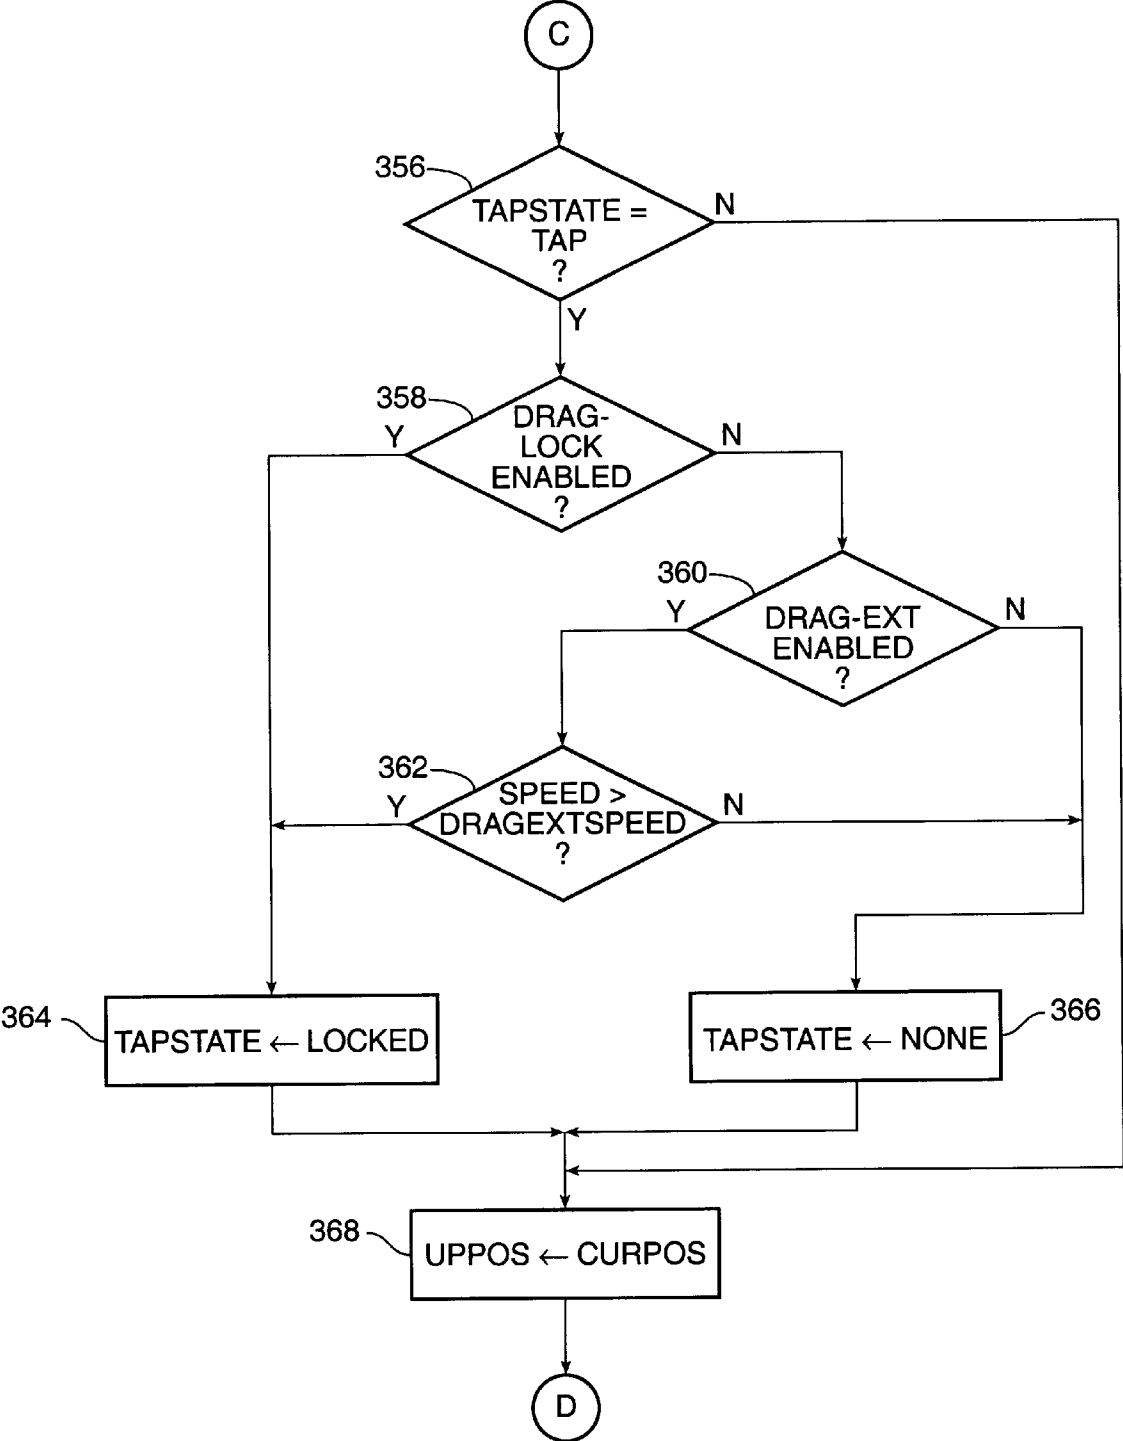 C
356
TAPSTATE =
TAP
?
N
Y
358
DRAG-
LOCK
ENABLED
?
Y
N
360
DRAG-EXT
ENABLED
?
Y
N
362
SPEED >
DRAGEXTSPEED
?
Y
N
364
TAPSTATE ← LOCKED
366
TAPSTATE ← NONE
368
UPPOS ← CURPOS
D